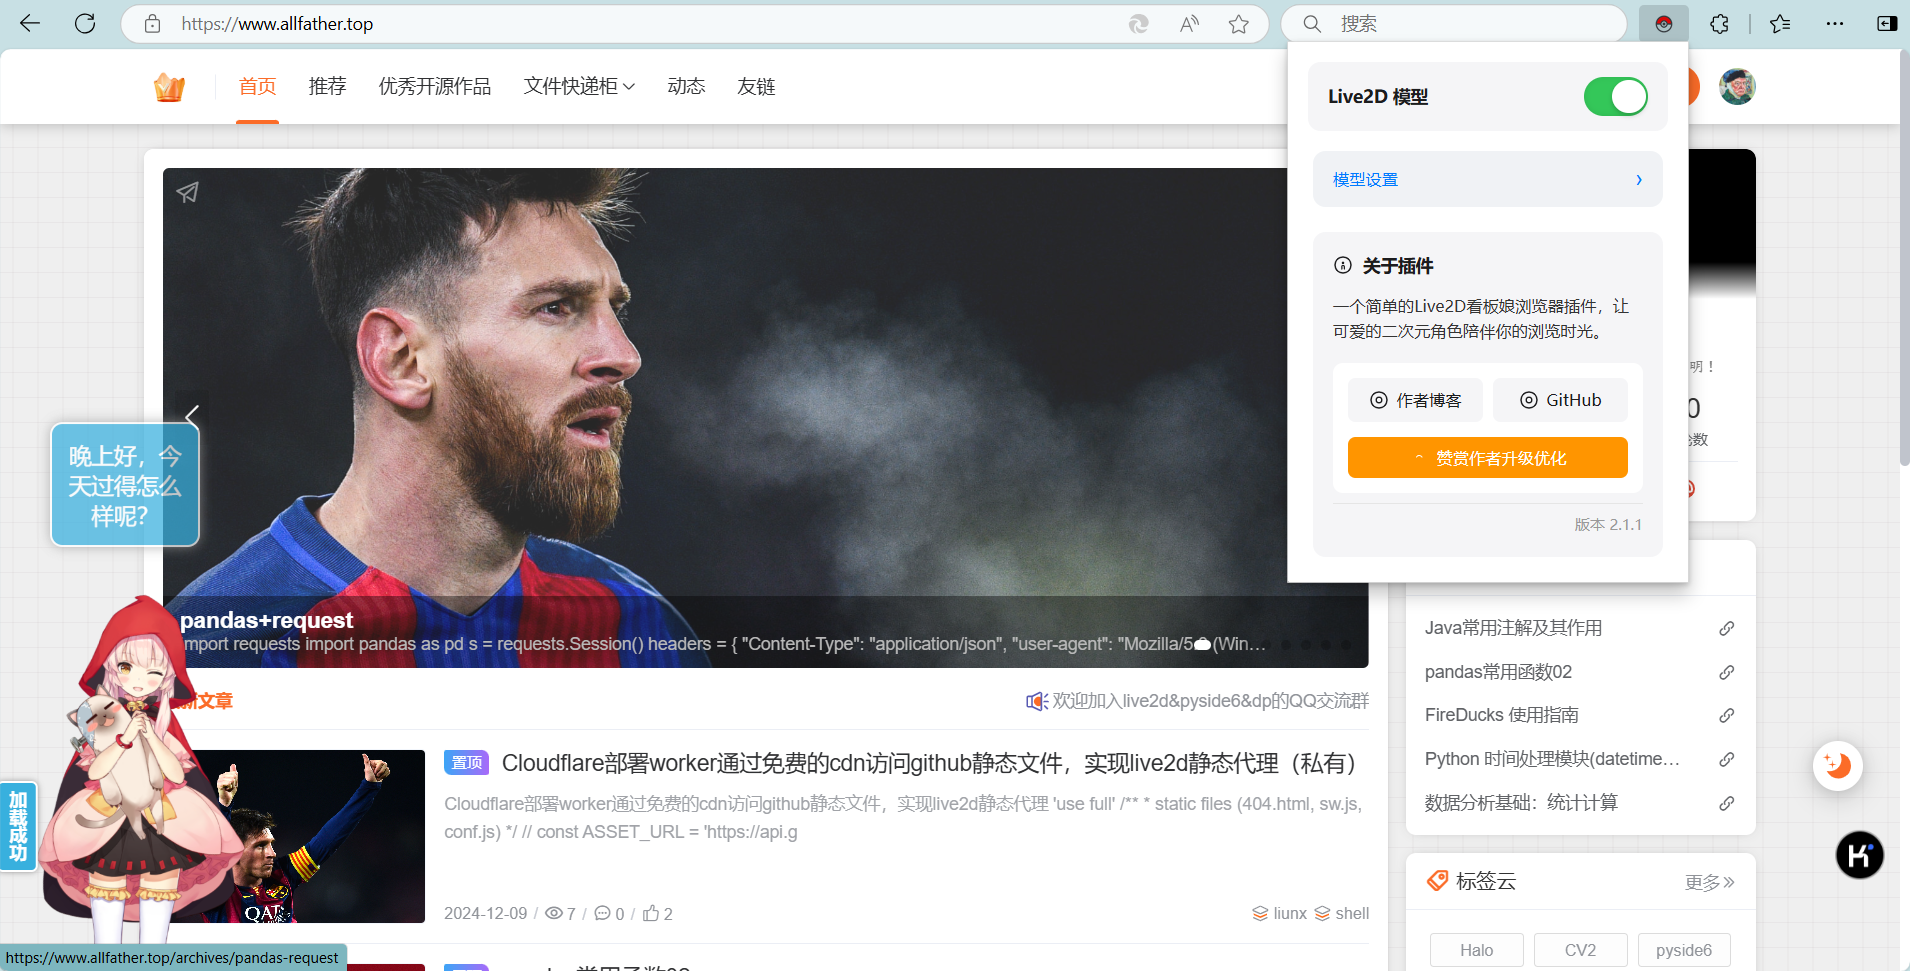 https://www.allfather.top
搜索
首页
推荐
优秀开源作品
文件快递柜
动态
友链
Live2D 模型
模型设置
关于插件
一个简单的Live2D看板娘浏览器插件，让
可爱的二次元角色陪伴你的浏览时光。
作者博客
GitHub
赞赏作者升级优化
版本 2.1.1
明！
0
晚上好，今
天过得怎么
样呢？
pandas+request
mport requests import pandas as pd s = requests.Session() headers = { "Content-Type": "application/json", "user-agent": "Mozilla/5 (Win…
文章
欢迎加入live2d&pyside6&dp的QQ交流群
置顶
Cloudflare部署worker通过免费的cdn访问github静态文件，实现live2d静态代理（私有）
Cloudflare部署worker通过免费的cdn访问github静态文件，实现live2d静态代理 'use full' /** * static files (404.html, sw.js,
conf.js) */ // const ASSET_URL = 'https://api.g
2024-12-09 / 7 / 0 / 2
liunx
shell
QATAR
加载成功
Java常用注解及其作用
pandas常用函数02
FireDucks 使用指南
Python 时间处理模块(datetime…
数据分析基础：统计计算
标签云
更多
Halo
CV2
pyside6
https://www.allfather.top/archives/pandas-request